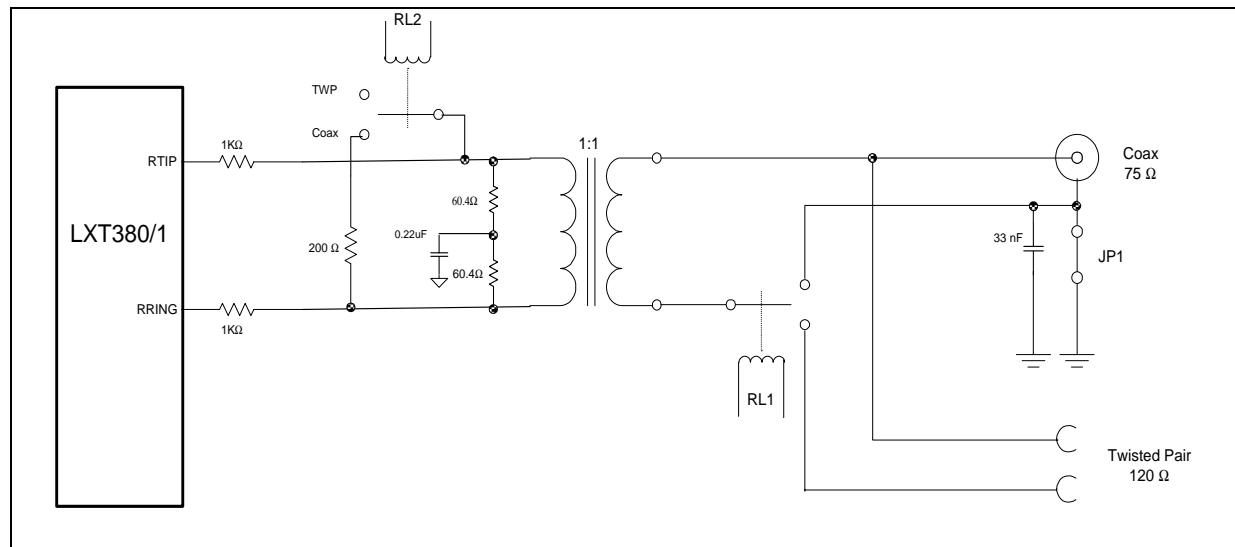 RL2
TWP
Coax
1KΩ
RTIP
1:1
Coax
75 Ω
60.4Ω
LXT380/1
0.22uF
200 Ω
33 nF
JP1
60.4Ω
RRING
1KΩ
RL1
Twisted Pair
120 Ω